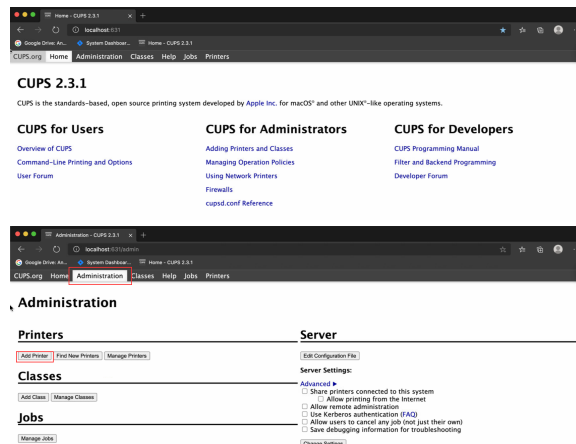 Home - CUPS 2.3.1
localhost:631
Google Drive: An... System Dashboar... Home - CUPS 2.3.1
CUPS.org Home Administration Classes Help Jobs Printers
CUPS 2.3.1
CUPS is the standards-based, open source printing system developed by Apple Inc. for macOS® and other UNIX®-like operating systems.
CUPS for Users
Overview of CUPS
Command-Line Printing and Options
User Forum
CUPS for Administrators
Adding Printers and Classes
Managing Operation Policies
Using Network Printers
Firewalls
cupsd.conf Reference
CUPS for Developers
CUPS Programming Manual
Filter and Backend Programming
Developer Forum
Administration - CUPS 2.3.1
localhost:631/admin
Google Drive: An... System Dashboar... Home - CUPS 2.3.1
CUPS.org Home Administration Classes Help Jobs Printers
Administration
Printers
Add Printer Find New Printers Manage Printers
Classes
Add Class Manage Classes
Jobs
Manage Jobs
Server
Edit Configuration File
Server Settings:
Advanced
Share printers connected to this system
Allow printing from the Internet
Allow remote administration
Use Kerberos authentication (FAQ)
Allow users to cancel any job (not just their own)
Save debugging information for troubleshooting
Change Settings